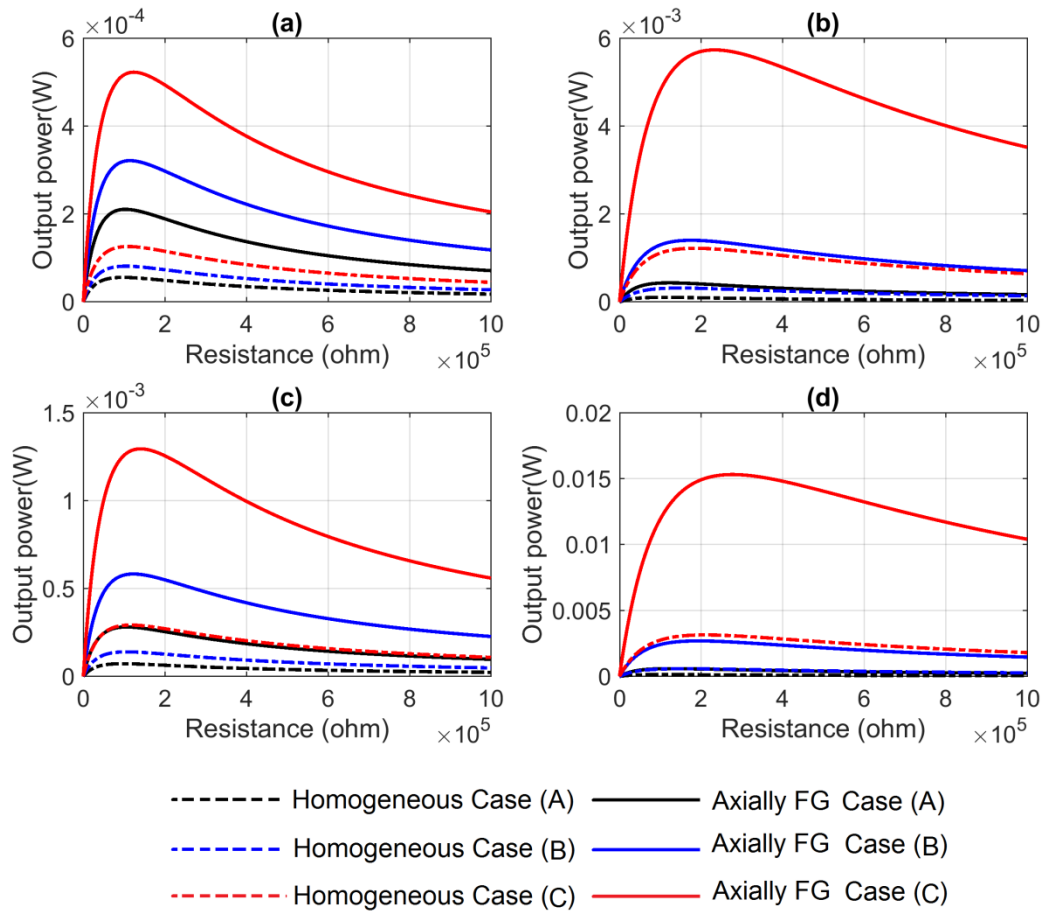 (a)
×10⁻⁴
6
4
2
0
Output power(W)
0 2 4 6 8 10
Resistance (ohm)
×10⁵
(b)
×10⁻³
6
4
2
0
Output power(W)
0 2 4 6 8 10
Resistance (ohm)
×10⁵
(c)
×10⁻³
1.5
1
0.5
0
Output power(W)
0 2 4 6 8 10
Resistance (ohm)
×10⁵
(d)
0.02
0.015
0.01
0.005
0
Output power(W)
0 2 4 6 8 10
Resistance (ohm)
×10⁵
Homogeneous Case (A)
Axially FG Case (A)
Homogeneous Case (B)
Axially FG Case (B)
Homogeneous Case (C)
Axially FG Case (C)